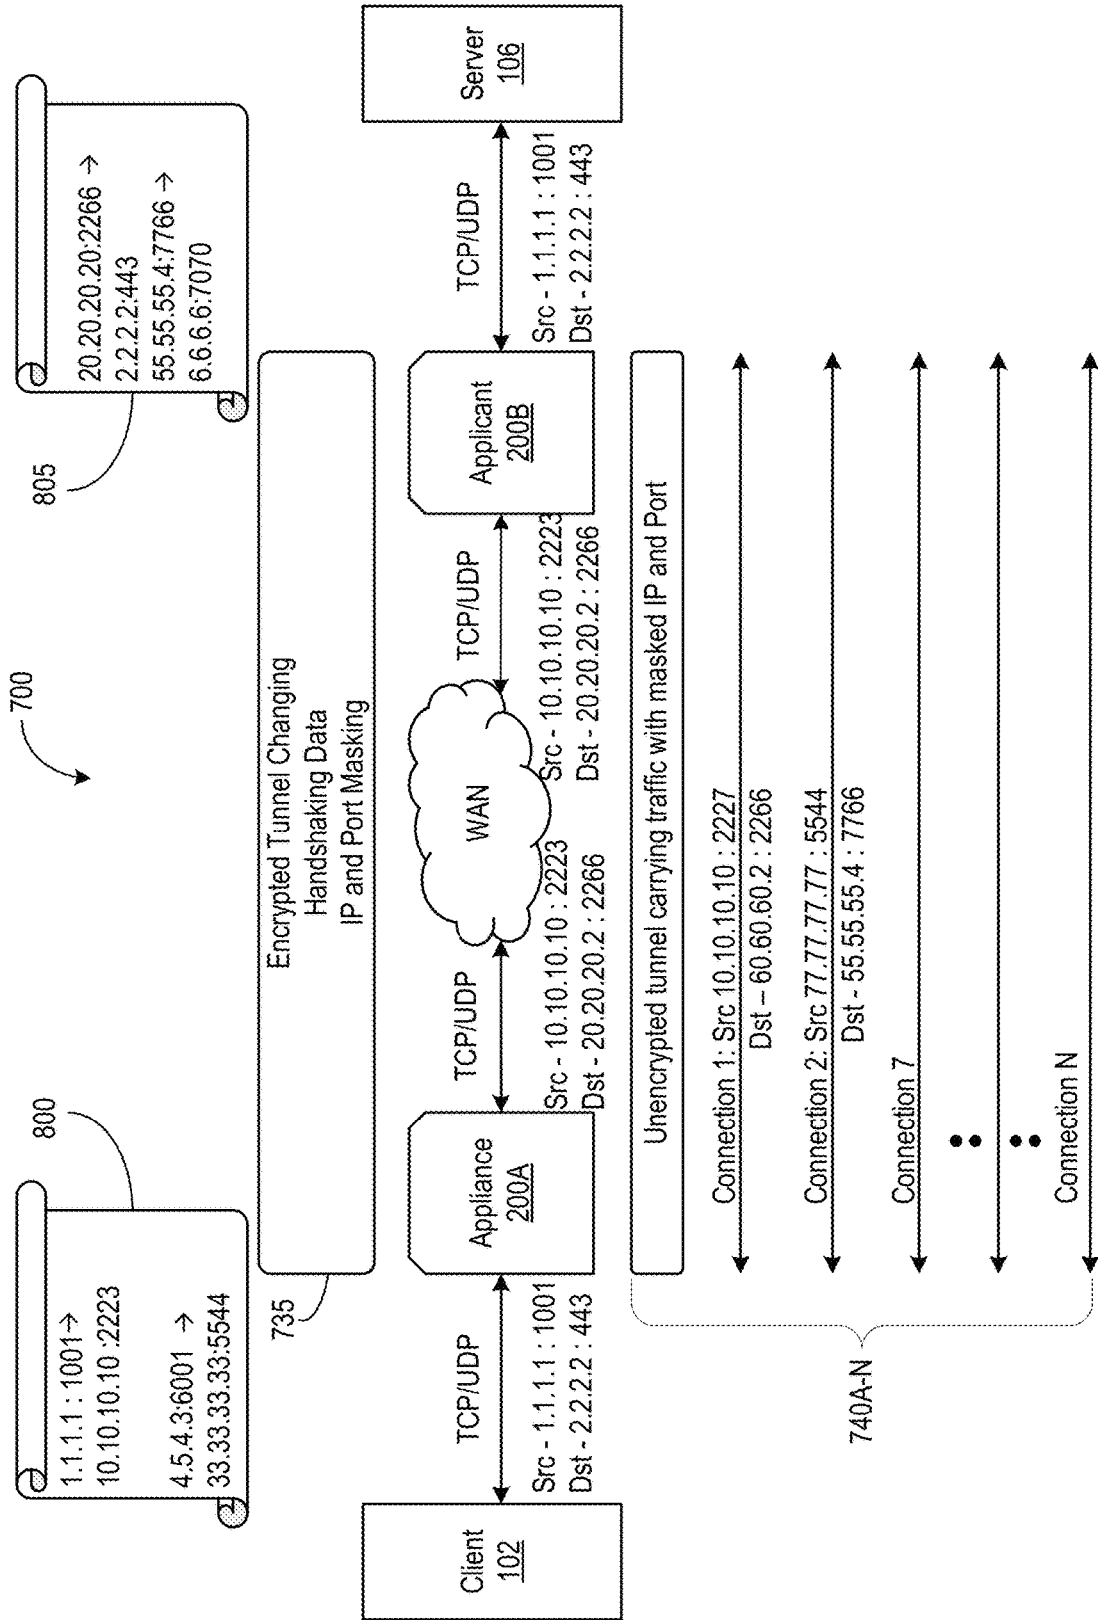 700
800
1.1.1.1 : 1001→
10.10.10.10 :2223
4.5.4.3:6001 →
33.33.33.33:5544
805
20.20.20.20:2266 →
2.2.2.2:443
55.55.55.4:7766 →
6.6.6.6:7070
735
Encrypted Tunnel Changing
Handshaking Data
IP and Port Masking
Client
102
TCP/UDP
Src - 1.1.1.1 : 1001
Dst - 2.2.2.2 : 443
Appliance
200A
TCP/UDP
Src - 10.10.10.10 : 2223
Dst - 20.20.20.2 : 2266
WAN
TCP/UDP
Src - 10.10.10.10 : 2223
Dst - 20.20.20.2 : 2266
Applicant
200B
TCP/UDP
Src - 1.1.1.1 : 1001
Dst - 2.2.2.2 : 443
Server
106
Unencrypted tunnel carrying traffic with masked IP and Port
740A-N
Connection 1: Src 10.10.10.10 : 2227
Dst – 60.60.60.2 : 2266
Connection 2: Src 77.77.77.77 : 5544
Dst - 55.55.55.4 : 7766
Connection 7
Connection N